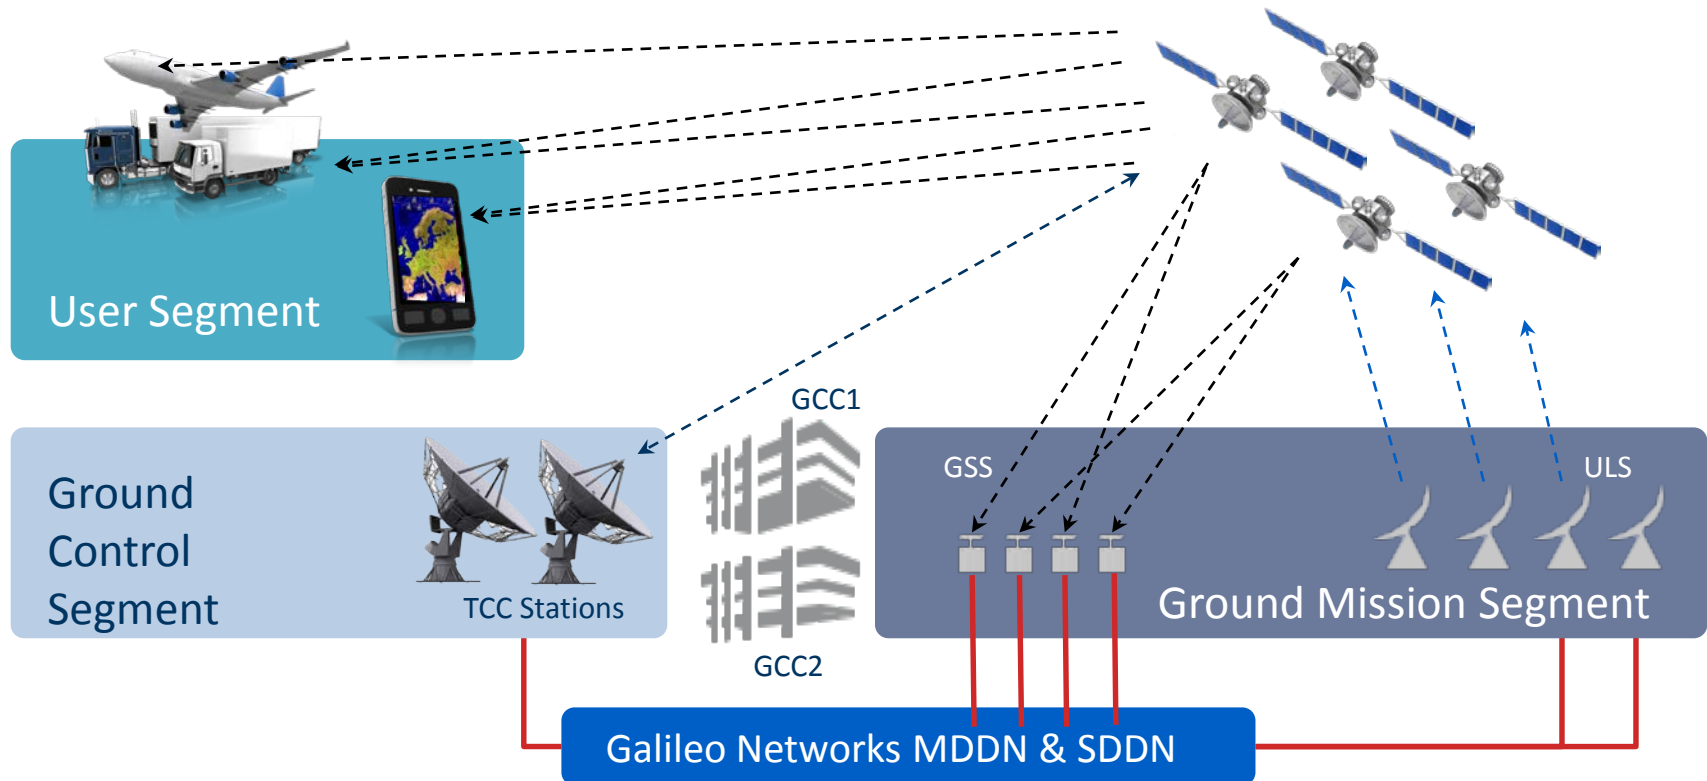 User Segment
GCC1
GSS
ULS
Ground
Control
Segment
TCC Stations
Ground Mission Segment
GCC2
Galileo Networks MDDN & SDDN